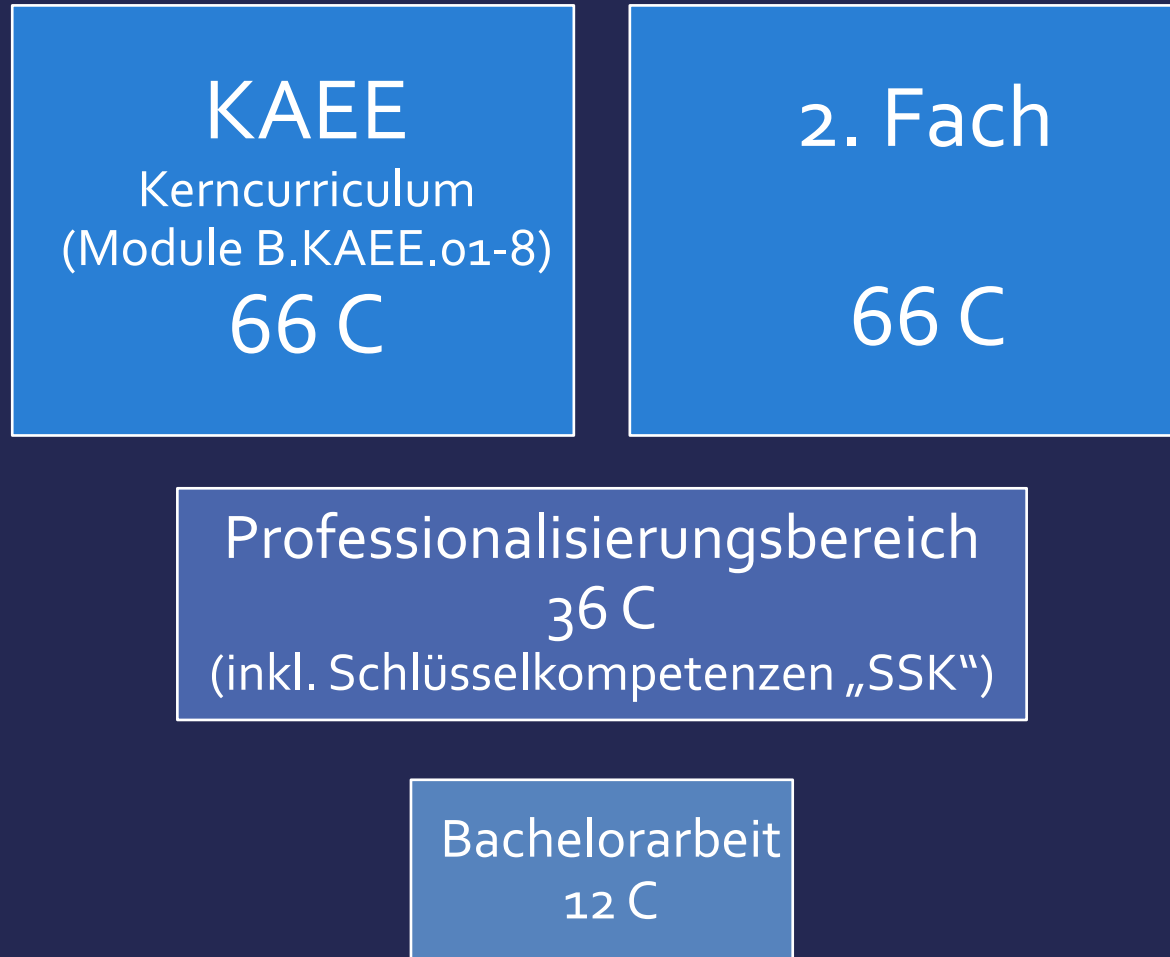 KAEE
Kerncurriculum
(Module B.KAEE.01-8)
66 C
2. Fach
66 C
Professionalisierungsbereich
36 C
(inkl. Schlüsselkompetenzen „SSK“)
Bachelorarbeit
12 C